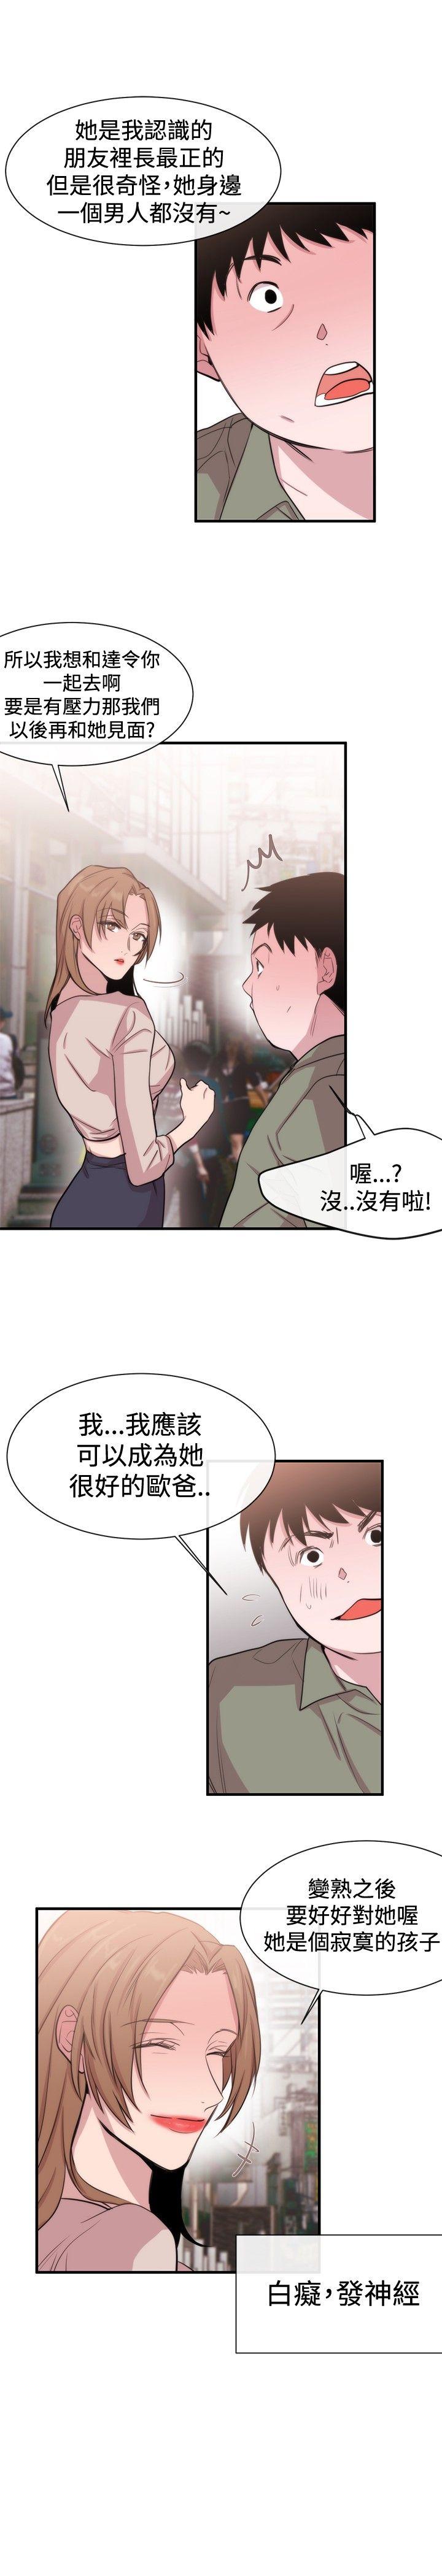 她是我認識的
朋友裡長最正的
但是很奇怪,她身邊
一個男人都沒有~
所以我想和達令你
一起去啊
要是有壓力那我們
以後再和她見面?
喔...?
沒..沒有啦!
我...我應該
可以成為她
很好的歐爸..
變熟之後
要好好對她喔
她是個寂寞的孩子
白癡,發神經